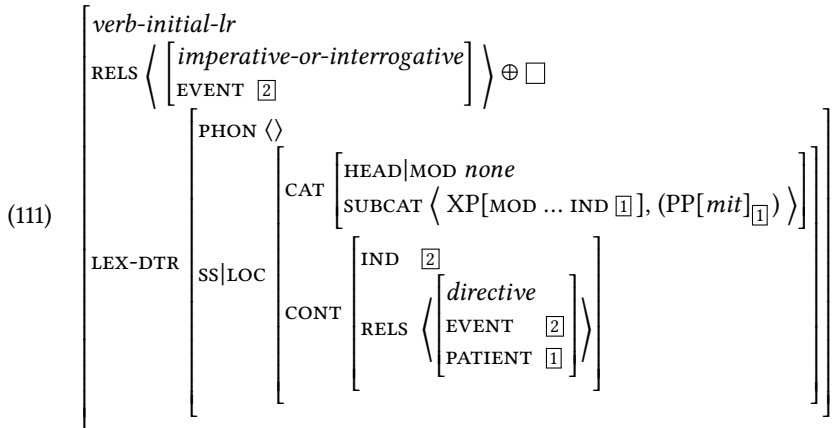 verb-initial-lr
RELS ⟨ [imperative-or-interrogative
EVENT [2]] ⟩ ⊕ □
PHON ⟨⟩
CAT [HEAD|MOD none
SUBCAT ⟨ XP[MOD ... IND [1]], (PP[mit][1]) ⟩]
(111)
LEX-DTR
SS|LOC
IND [2]
CONT
RELS ⟨ [directive
EVENT [2]
PATIENT [1]] ⟩